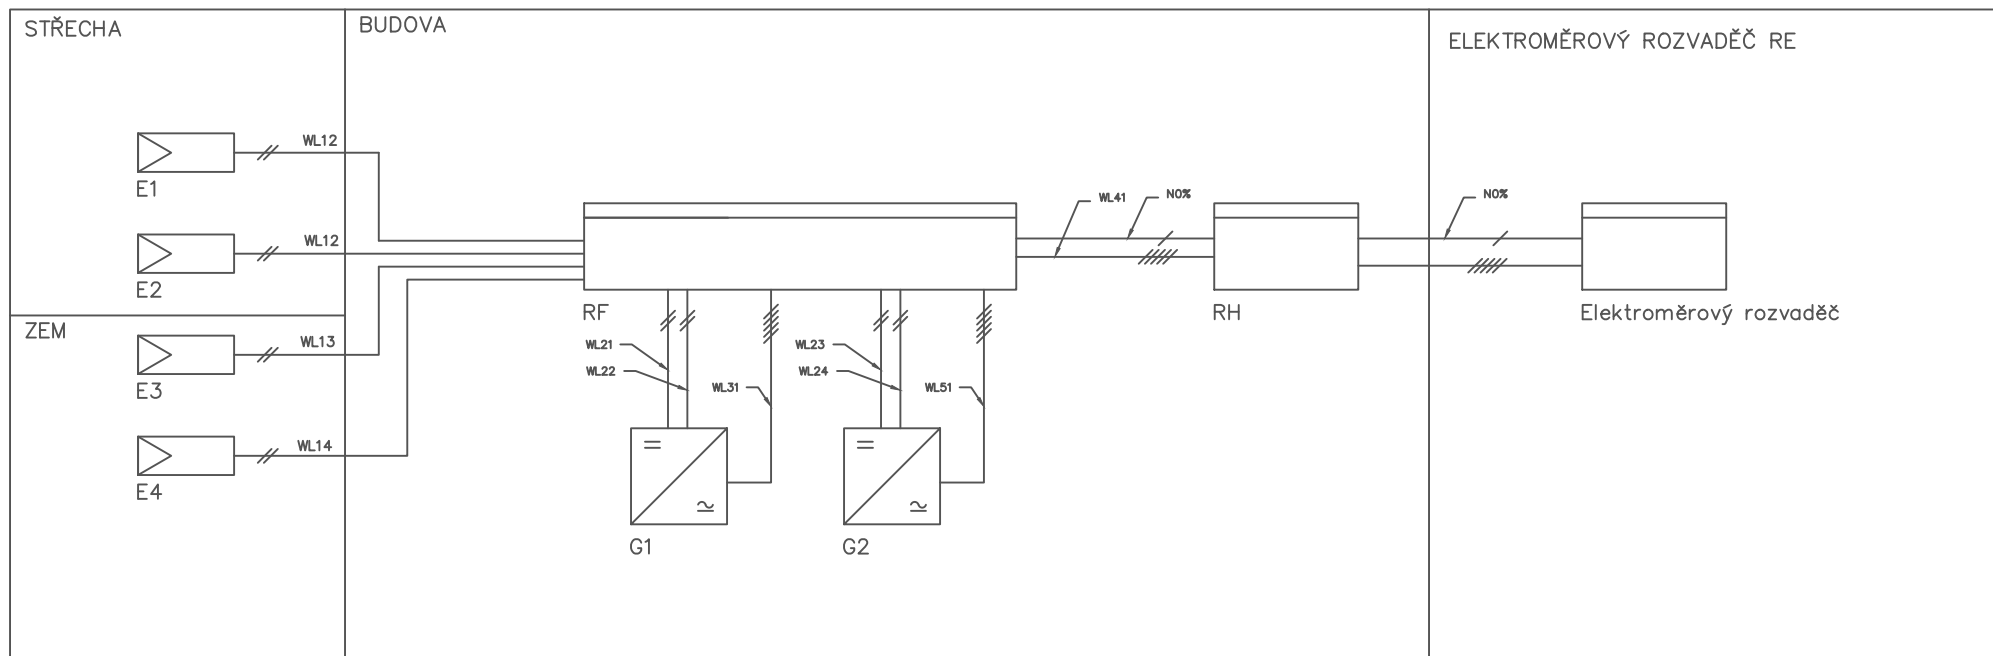 STŘECHA
BUDOVA
ELEKTROMĚROVÝ ROZVADĚČ RE
WL12
E1
WL12
E2
ZEM
WL13
E3
WL14
E4
WL41
N0%
N0%
RF
RH
Elektroměrový rozvaděč
WL21
WL22
WL31
WL23
WL24
WL51
G1
G2